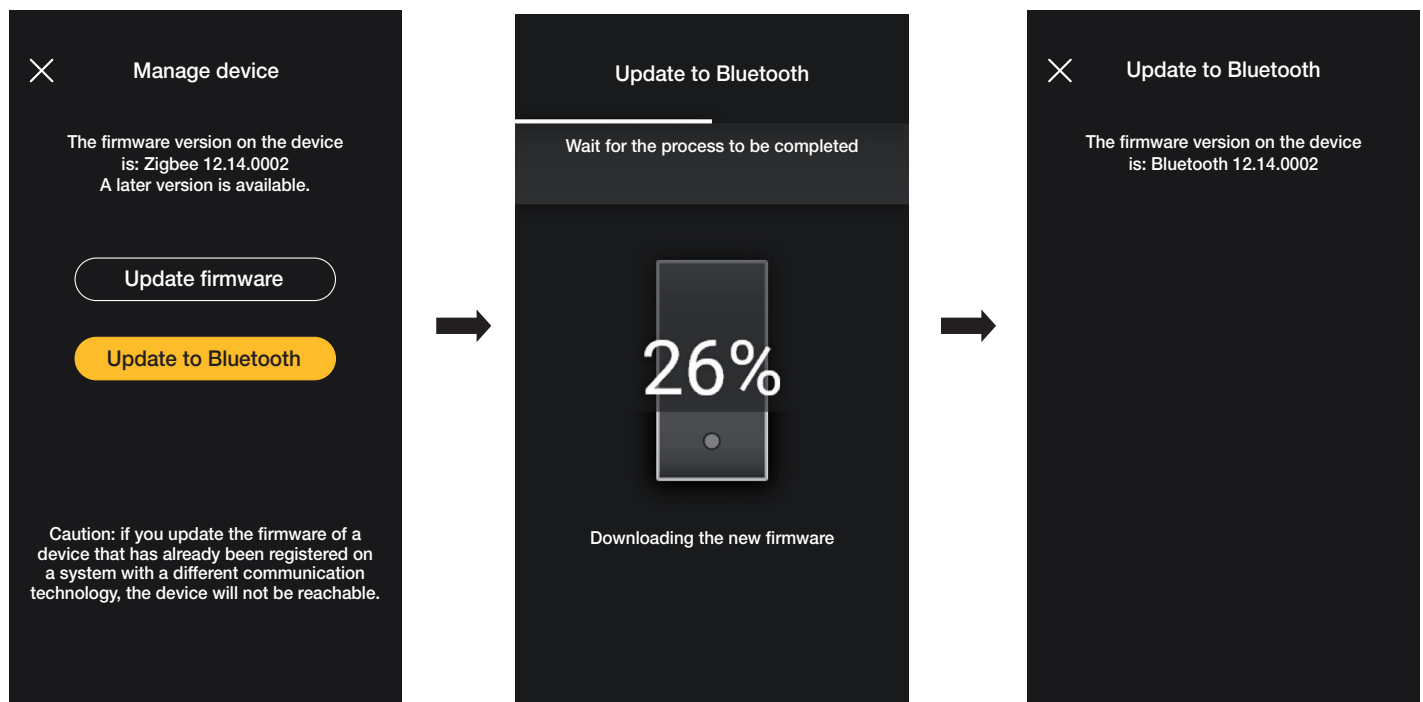 Manage device
The firmware version on the device
is: Zigbee 12.14.0002
A later version is available.
Update firmware
Update to Bluetooth
Caution: if you update the firmware of a
device that has already been registered on
a system with a different communication
technology, the device will not be reachable.
Update to Bluetooth
Wait for the process to be completed
26%
Downloading the new firmware
Update to Bluetooth
The firmware version on the device
is: Bluetooth 12.14.0002